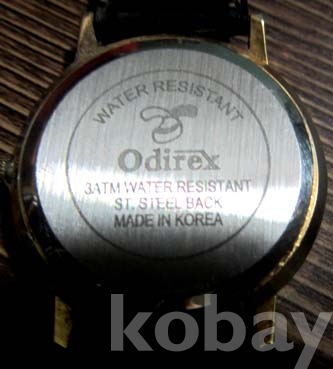 WATER RESISTANT
Odirex
3ATM WATER RESISTANT
ST. STEEL BACK
MADE IN KOREA
kobay